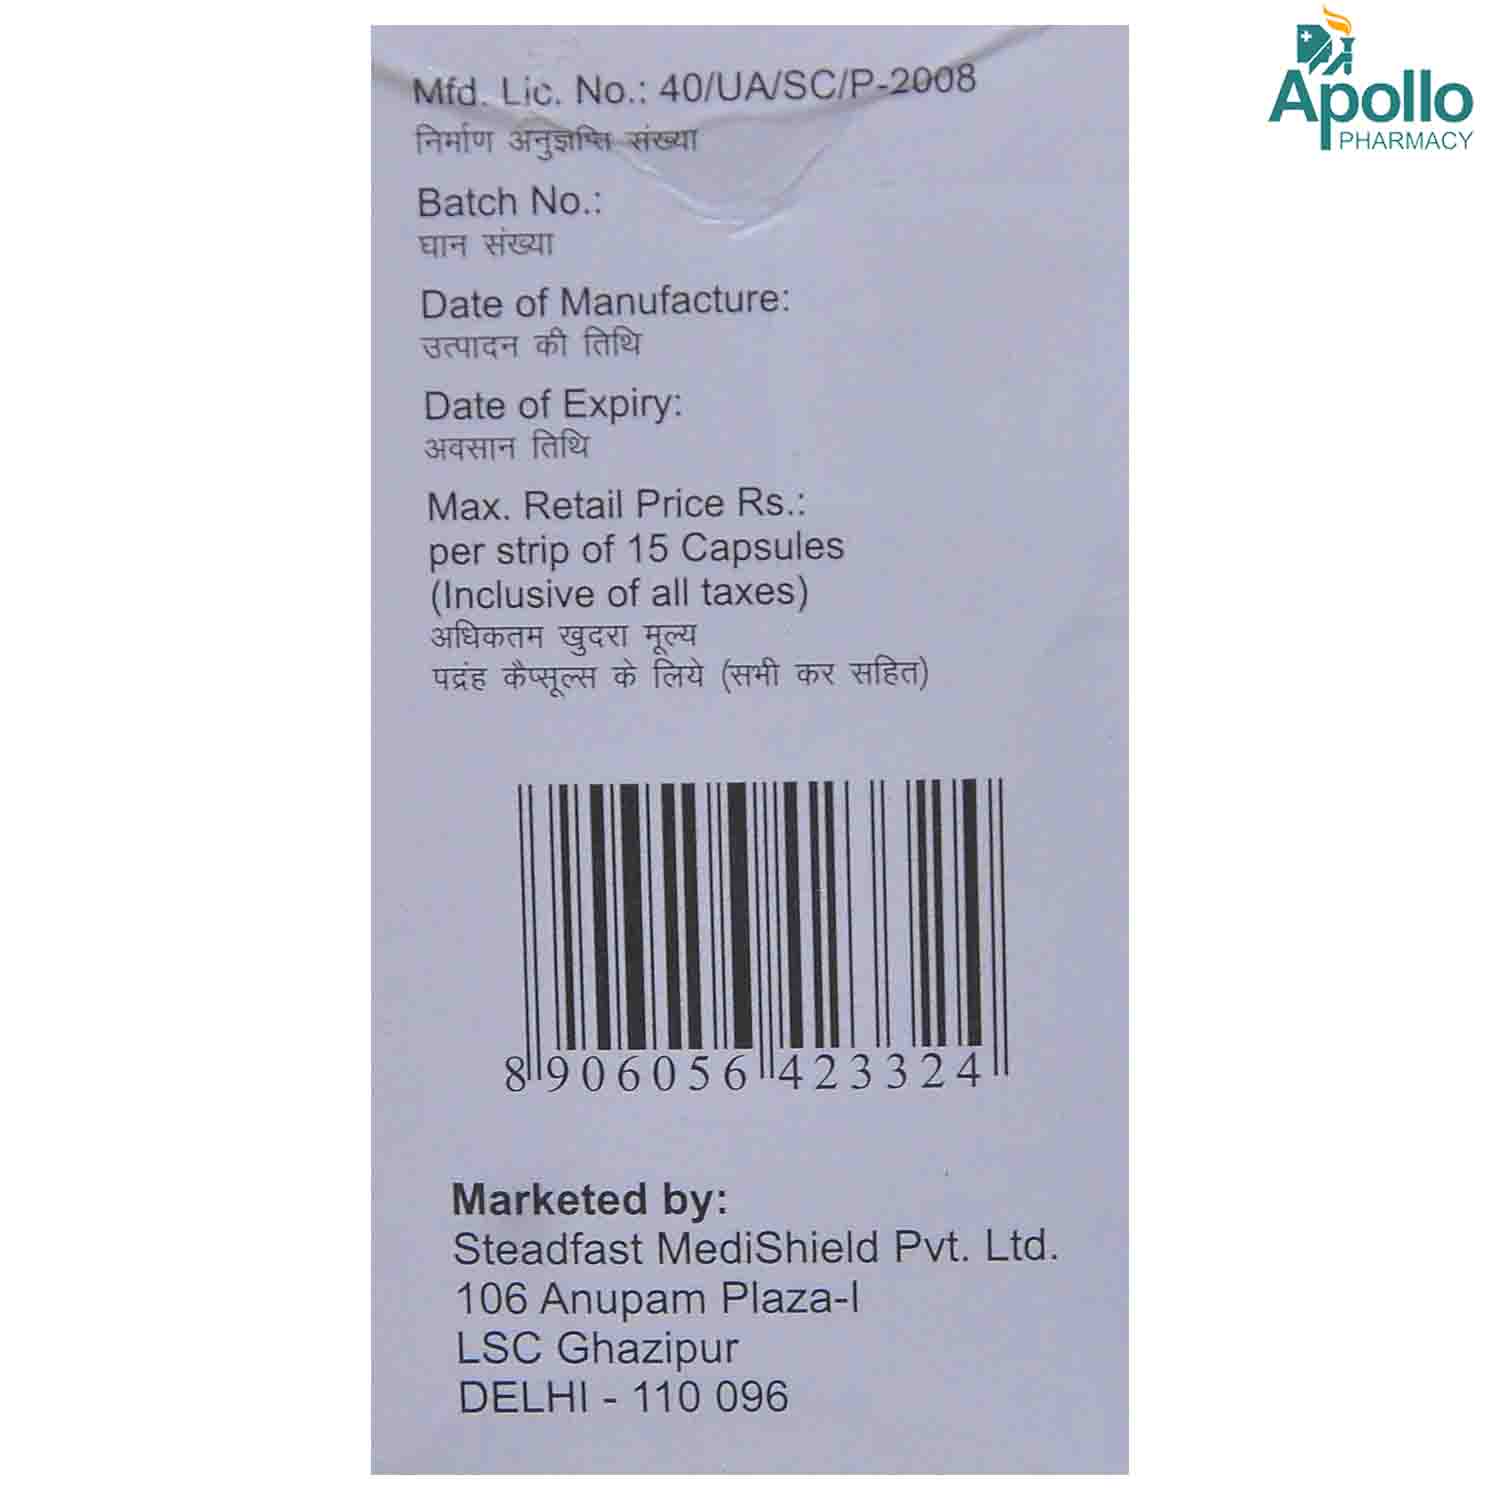 Apollo
PHARMACY
Mfd. Lic. No.: 40/UA/SC/P-2008
निर्माण अनुज्ञप्ति संख्या
Batch No.:
घान संख्या
Date of Manufacture:
उत्पादन की तिथि
Date of Expiry:
अवसान तिथि
Max. Retail Price Rs.:
per strip of 15 Capsules
(Inclusive of all taxes)
अधिकतम खुदरा मूल्य
पद्रंह कैप्सूल्स के लिये (सभी कर सहित)
8 906056 423324
Marketed by:
Steadfast MediShield Pvt. Ltd.
106 Anupam Plaza-I
LSC Ghazipur
DELHI - 110 096